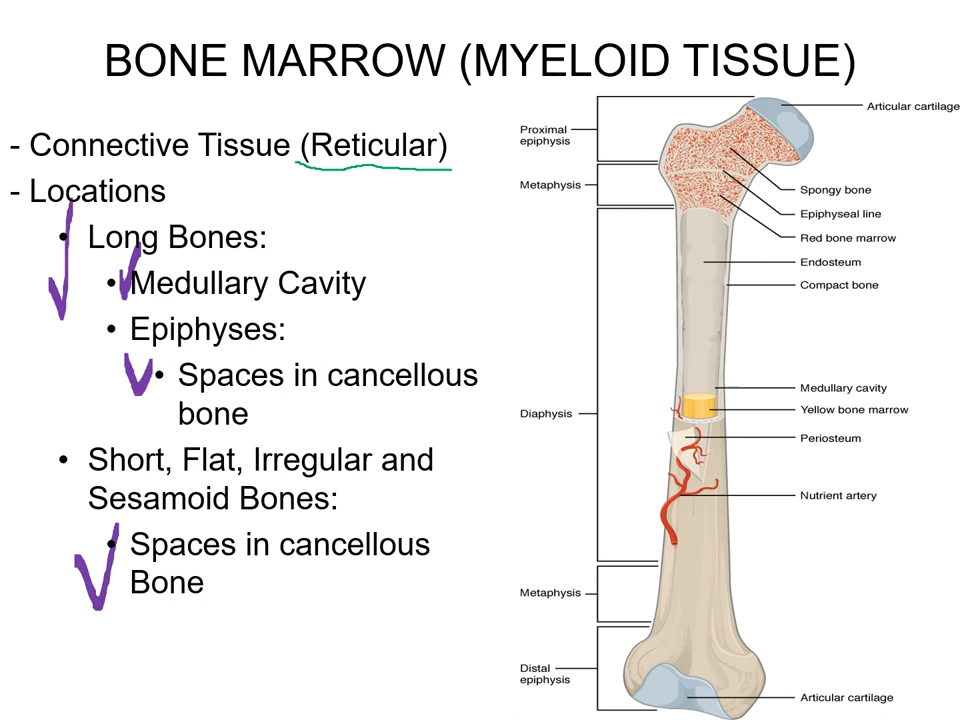 BONE MARROW (MYELOID TISSUE)
- Connective Tissue (Reticular)
- Locations
• Long Bones:
• Medullary Cavity
• Epiphyses:
• Spaces in cancellous
bone
• Short, Flat, Irregular and
Sesamoid Bones:
• Spaces in cancellous
Bone
Articular cartilage
Proximal
epiphysis
Metaphysis
Spongy bone
Epiphyseal line
Red bone marrow
Endosteum
Compact bone
Medullary cavity
Yellow bone marrow
Diaphysis
Periosteum
Nutrient artery
Metaphysis
Distal
epiphysis
Articular cartilage